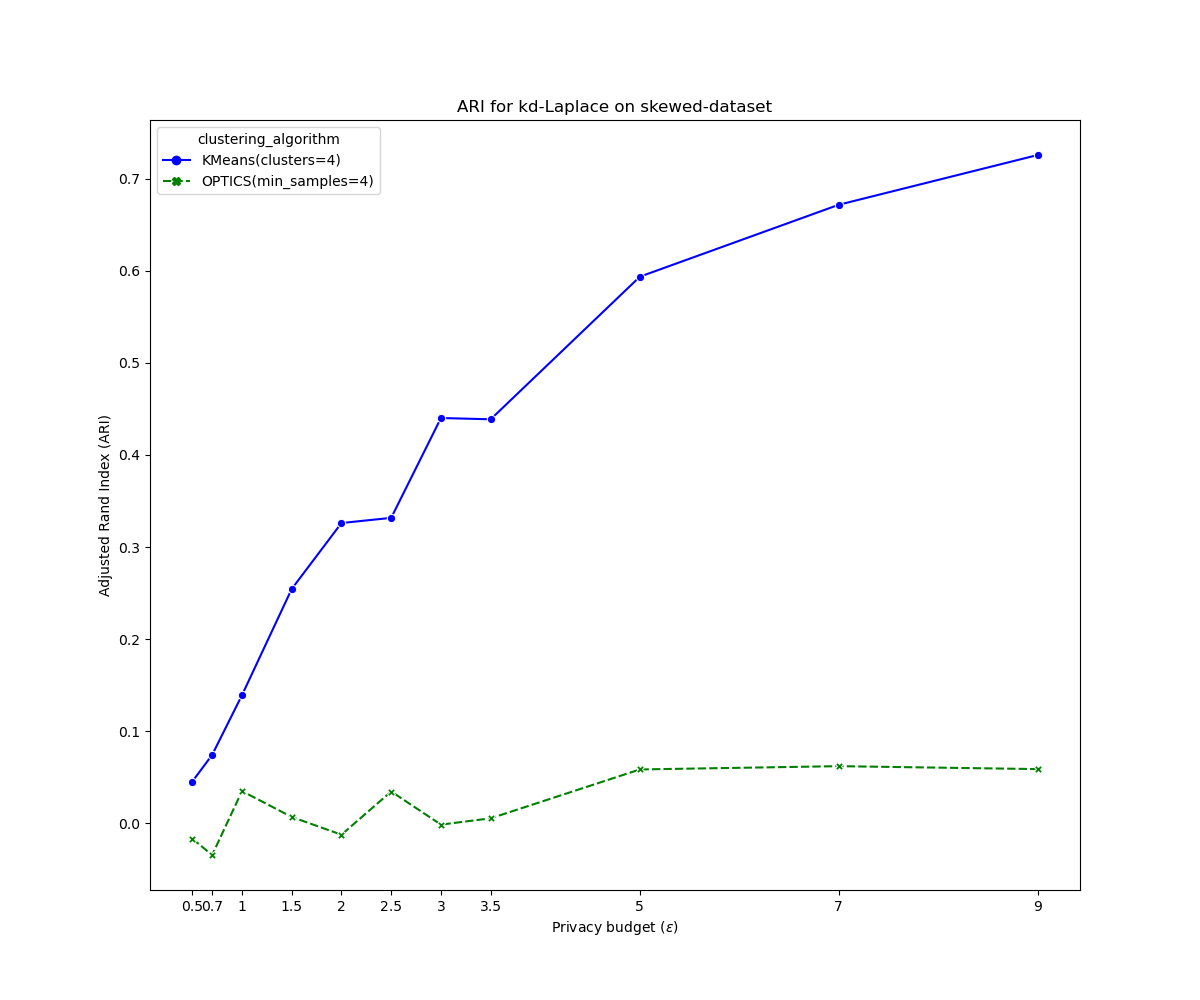 ARI for kd-Laplace on skewed-dataset
clustering_algorithm
KMeans(clusters=4)
OPTICS(min_samples=4)
Adjusted Rand Index (ARI)
0.7
0.6
0.5
0.4
0.3
0.2
0.1
0.0
0.5 0.7 1 1.5 2 2.5 3 3.5 5 7 9
Privacy budget (ε)